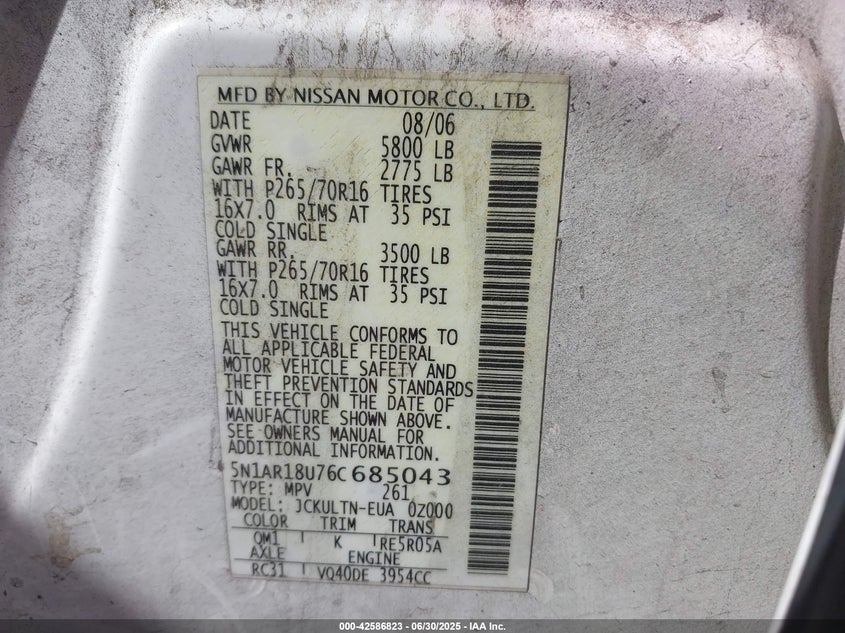 MFD BY NISSAN MOTOR CO., LTD.
DATE 08/06
GVWR 5800 LB
GAWR FR. 2775 LB
WITH P265/70R16 TIRES
16X7.0 RIMS AT 35 PSI
COLD SINGLE
GAWR RR. 3500 LB
WITH P265/70R16 TIRES
16X7.0 RIMS AT 35 PSI
COLD SINGLE
THIS VEHICLE CONFORMS TO
ALL APPLICABLE FEDERAL
MOTOR VEHICLE SAFETY AND
THEFT PREVENTION STANDARDS
IN EFFECT ON THE DATE OF
MANUFACTURE SHOWN ABOVE.
SEE OWNERS MANUAL FOR
ADDITIONAL INFORMATION.
5N1AR18U76C685043
TYPE: MPV 261
MODEL: JCKULTN-EUA 0Z000
COLOR TRIM TRANS
QM1 K RE5R05A
AXLE ENGINE
RC31 VQ40DE 3954CC
000-42586823 - 06/30/2025 - IAA Inc.